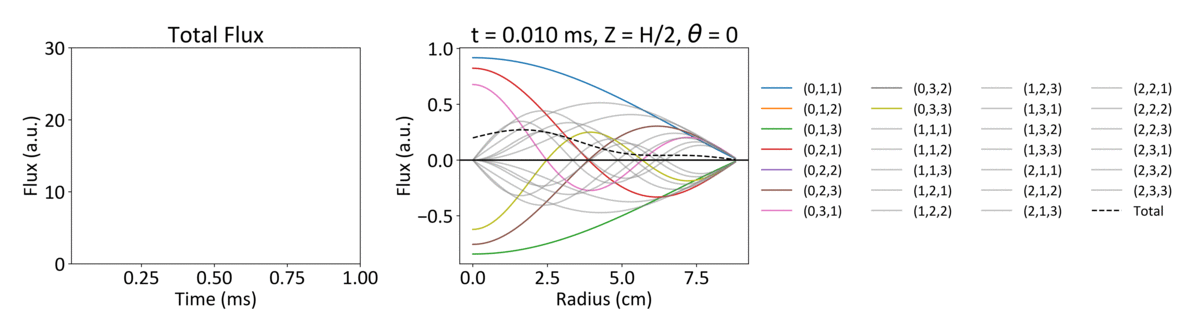 Total Flux
30
20
10
0
Flux (a.u.)
0.25 0.50 0.75 1.00
Time (ms)
t = 0.010 ms, Z = H/2, θ = 0
1.0
0.5
0.0
−0.5
Flux (a.u.)
0.0 2.5 5.0 7.5
Radius (cm)
(0,1,1) (0,3,2) (1,2,3) (2,2,1)
(0,1,2) (0,3,3) (1,3,1) (2,2,2)
(0,1,3) (1,1,1) (1,3,2) (2,2,3)
(0,2,1) (1,1,2) (1,3,3) (2,3,1)
(0,2,2) (1,1,3) (2,1,1) (2,3,2)
(0,2,3) (1,2,1) (2,1,2) (2,3,3)
(0,3,1) (1,2,2) (2,1,3) Total